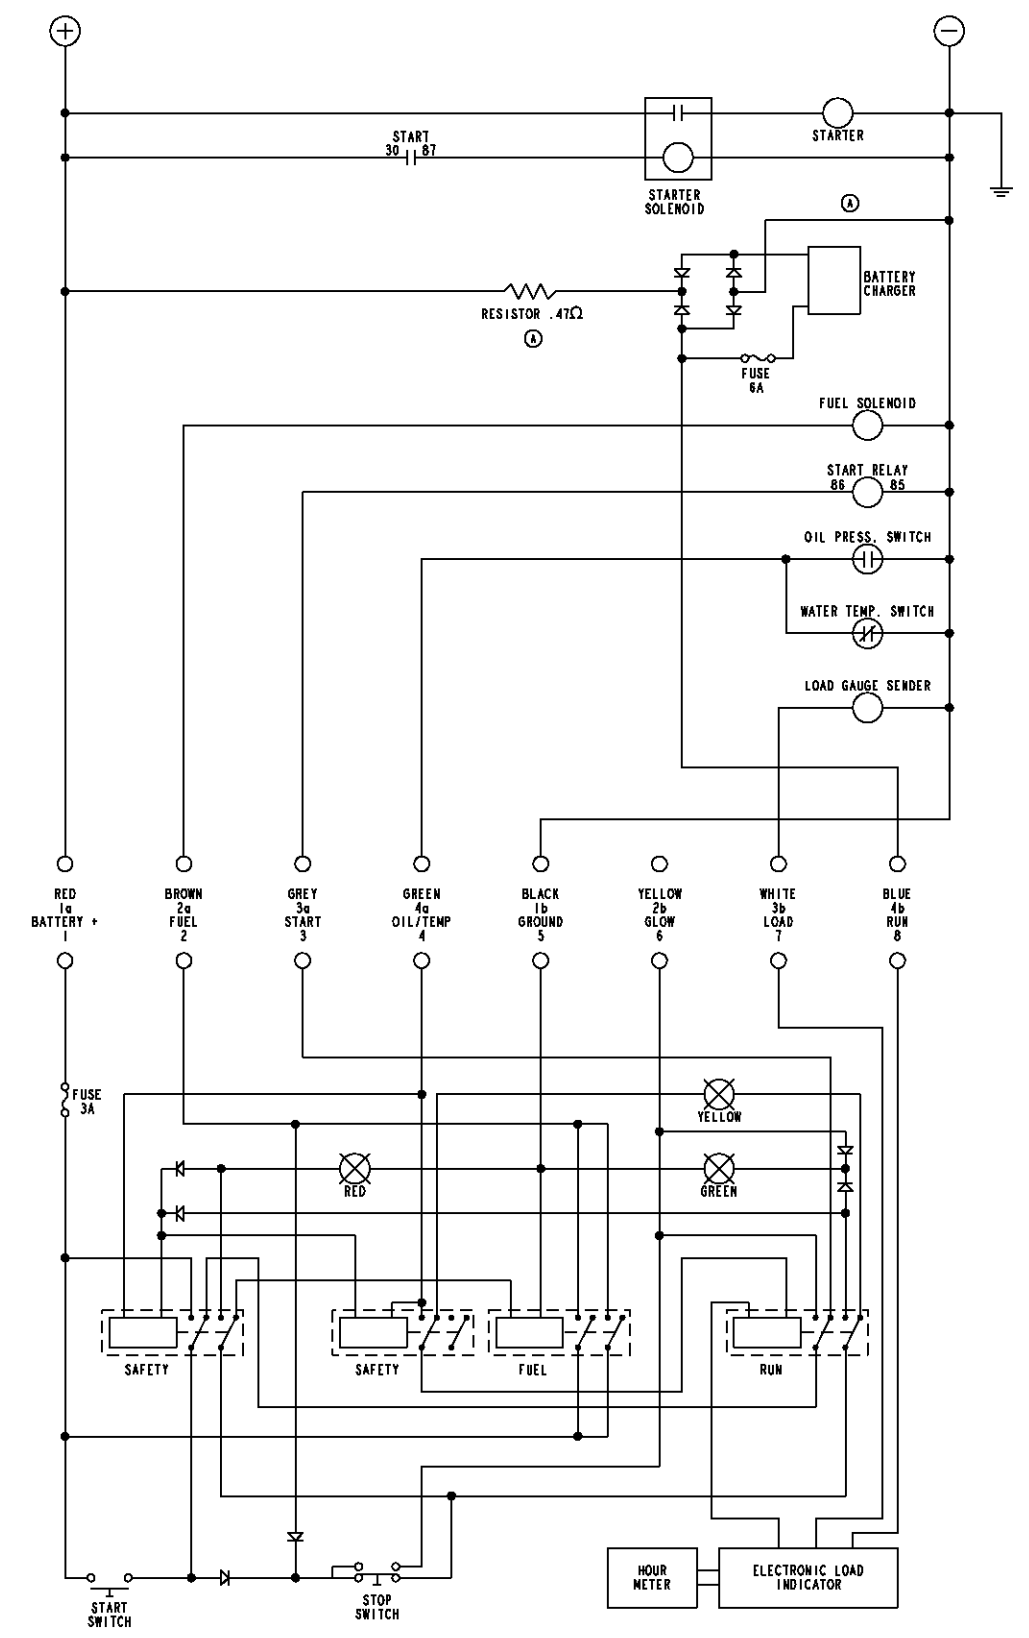 +
−
START
30 87
STARTER
STARTER
SOLENOID
A
BATTERY
CHARGER
RESISTOR .47Ω
A
FUSE
6A
FUEL SOLENOID
START RELAY
86 85
OIL PRESS. SWITCH
WATER TEMP. SWITCH
LOAD GAUGE SENDER
RED
1a
BATTERY +
1
BROWN
2a
FUEL
2
GREY
3a
START
3
GREEN
4a
OIL/TEMP
4
BLACK
1b
GROUND
5
YELLOW
2b
GLOW
6
WHITE
3b
LOAD
7
BLUE
4b
RUN
8
FUSE
3A
YELLOW
RED
GREEN
SAFETY
SAFETY
FUEL
RUN
START
SWITCH
STOP
SWITCH
HOUR
METER
ELECTRONIC LOAD
INDICATOR